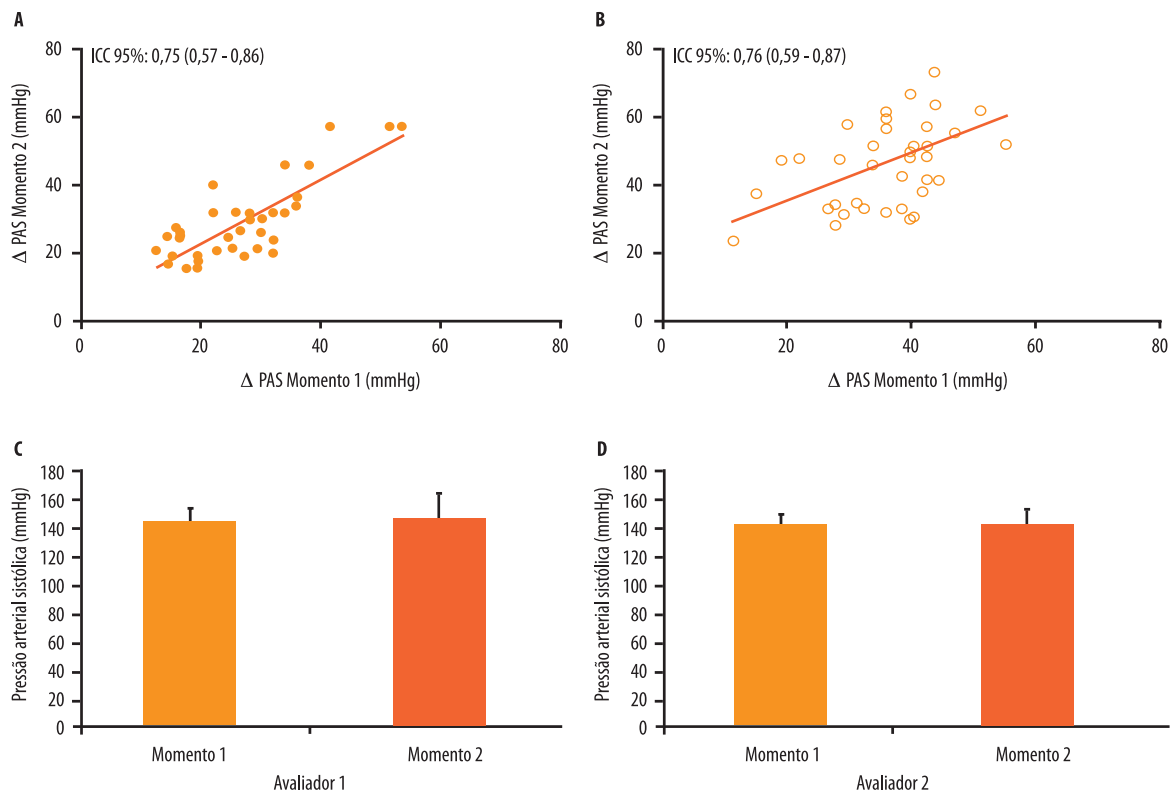 A
ICC 95%: 0,75 (0,57 - 0,86)
Δ PAS Momento 2 (mmHg)
80
60
40
20
0
0 20 40 60 80
Δ PAS Momento 1 (mmHg)
B
ICC 95%: 0,76 (0,59 - 0,87)
Δ PAS Momento 2 (mmHg)
80
60
40
20
0
0 20 40 60 80
Δ PAS Momento 1 (mmHg)
C
Pressão arterial sistólica (mmHg)
180
160
140
120
100
80
60
40
20
0
Momento 1 Momento 2
Avaliador 1
D
Pressão arterial sistólica (mmHg)
180
160
140
120
100
80
60
40
20
0
Momento 1 Momento 2
Avaliador 2